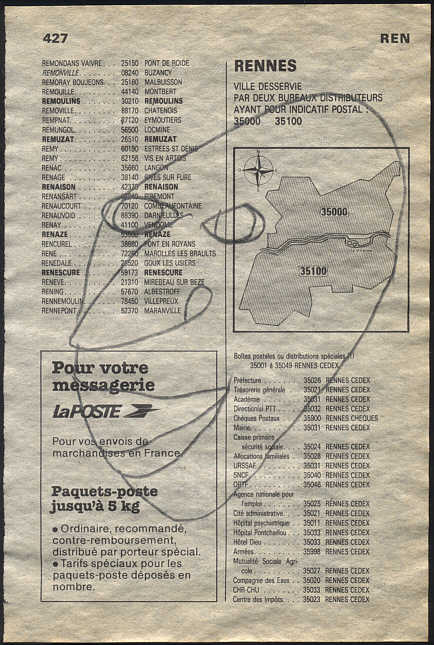 427
REN
REMONDANS VAIVRE . . 25150 PONT DE ROIDE
REMONVILLE . . . . . . . 08240 BUZANCY
REMORAY BOUJEONS . . 25160 MALBUISSON
REMOUILLE . . . . . . . . 44140 MONTBERT
REMOULINS . . . . . . . 30210 REMOULINS
REMOVILLE . . . . . . . . 88170 CHATENOIS
REMPNAT . . . . . . . . . 87120 EYMOUTIERS
REMUNGOL . . . . . . . . 56500 LOCMINE
REMUZAT . . . . . . . . . 26510 REMUZAT
REMY . . . . . . . . . . . 60190 ESTREES ST DENIS
REMY . . . . . . . . . . . 62156 VIS EN ARTOIS
RENAC . . . . . . . . . . 35660 LANGON
RENAGE . . . . . . . . . . 38140 RIVES SUR FURE
RENAISON . . . . . . . . 42370 RENAISON
RENANSART . . . . . . . 02240 RIBEMONT
RENAUCOURT . . . . . . 70120 COMBEAUFONTAINE
RENAUVOID . . . . . . . 88390 DARNIEULLES
RENAY . . . . . . . . . . 41100 VENDOME
RENAZE . . . . . . . . . . 53800 RENAZE
RENCUREL . . . . . . . . 38680 PONT EN ROYANS
RENE . . . . . . . . . . . 72260 MAROLLES LES BRAULTS
RENEDALE . . . . . . . . 25520 GOUX LES USIERS
RENESCURE . . . . . . . 59173 RENESCURE
RENEVE . . . . . . . . . . 21310 MIREBEAU SUR BEZE
RENING . . . . . . . . . . 57670 ALBESTROFF
RENNEMOULIN . . . . . 78450 VILLEPREUX
RENNEPONT . . . . . . . 52370 MARANVILLE
Pour votre
messagerie
LA POSTE
Pour vos envois de
marchandises en France
Paquets-poste
jusqu'à 5 kg
● Ordinaire, recommandé,
contre-remboursement,
distribué par porteur spécial.
● Tarifs spéciaux pour les
paquets-poste déposés en
nombre.
RENNES
VILLE DESSERVIE
PAR DEUX BUREAUX DISTRIBUTEURS
AYANT POUR INDICATIF POSTAL :
35000 35100
35000
35100
Boîtes postales ou distributions spéciales (1)
35001 à 35049 RENNES CEDEX
Préfecture . . . . . . . 35026 RENNES CEDEX
Trésorerie générale . . 35021 RENNES CEDEX
Académie . . . . . . . . 35031 RENNES CEDEX
Direction PTT . . . . . 35032 RENNES CEDEX
Chèques Postaux . . . 35900 RENNES CHEQUES
Mairie . . . . . . . . . . 35031 RENNES CEDEX
Caisse primaire
sécurité sociale . . . . 35024 RENNES CEDEX
Allocations familiales . 35028 RENNES CEDEX
URSSAF . . . . . . . . . 35031 RENNES CEDEX
SNCF . . . . . . . . . . 35040 RENNES CEDEX
ORTF . . . . . . . . . . 35046 RENNES CEDEX
Agence nationale pour
l'emploi . . . . . . . . . 35025 RENNES CEDEX
Cité administrative . . . 35021 RENNES CEDEX
Hôpital psychiatrique . 35011 RENNES CEDEX
Hôpital Pontchaillou . . 35033 RENNES CEDEX
Hôtel Dieu . . . . . . . 35033 RENNES CEDEX
Armées . . . . . . . . . 35998 RENNES CEDEX
Mutualité Sociale Agri-
cole . . . . . . . . . . . 35027 RENNES CEDEX
Compagnie des Eaux . . 35020 RENNES CEDEX
CHR-CHU . . . . . . . . 35033 RENNES CEDEX
Centre des Impôts . . . 35023 RENNES CEDEX